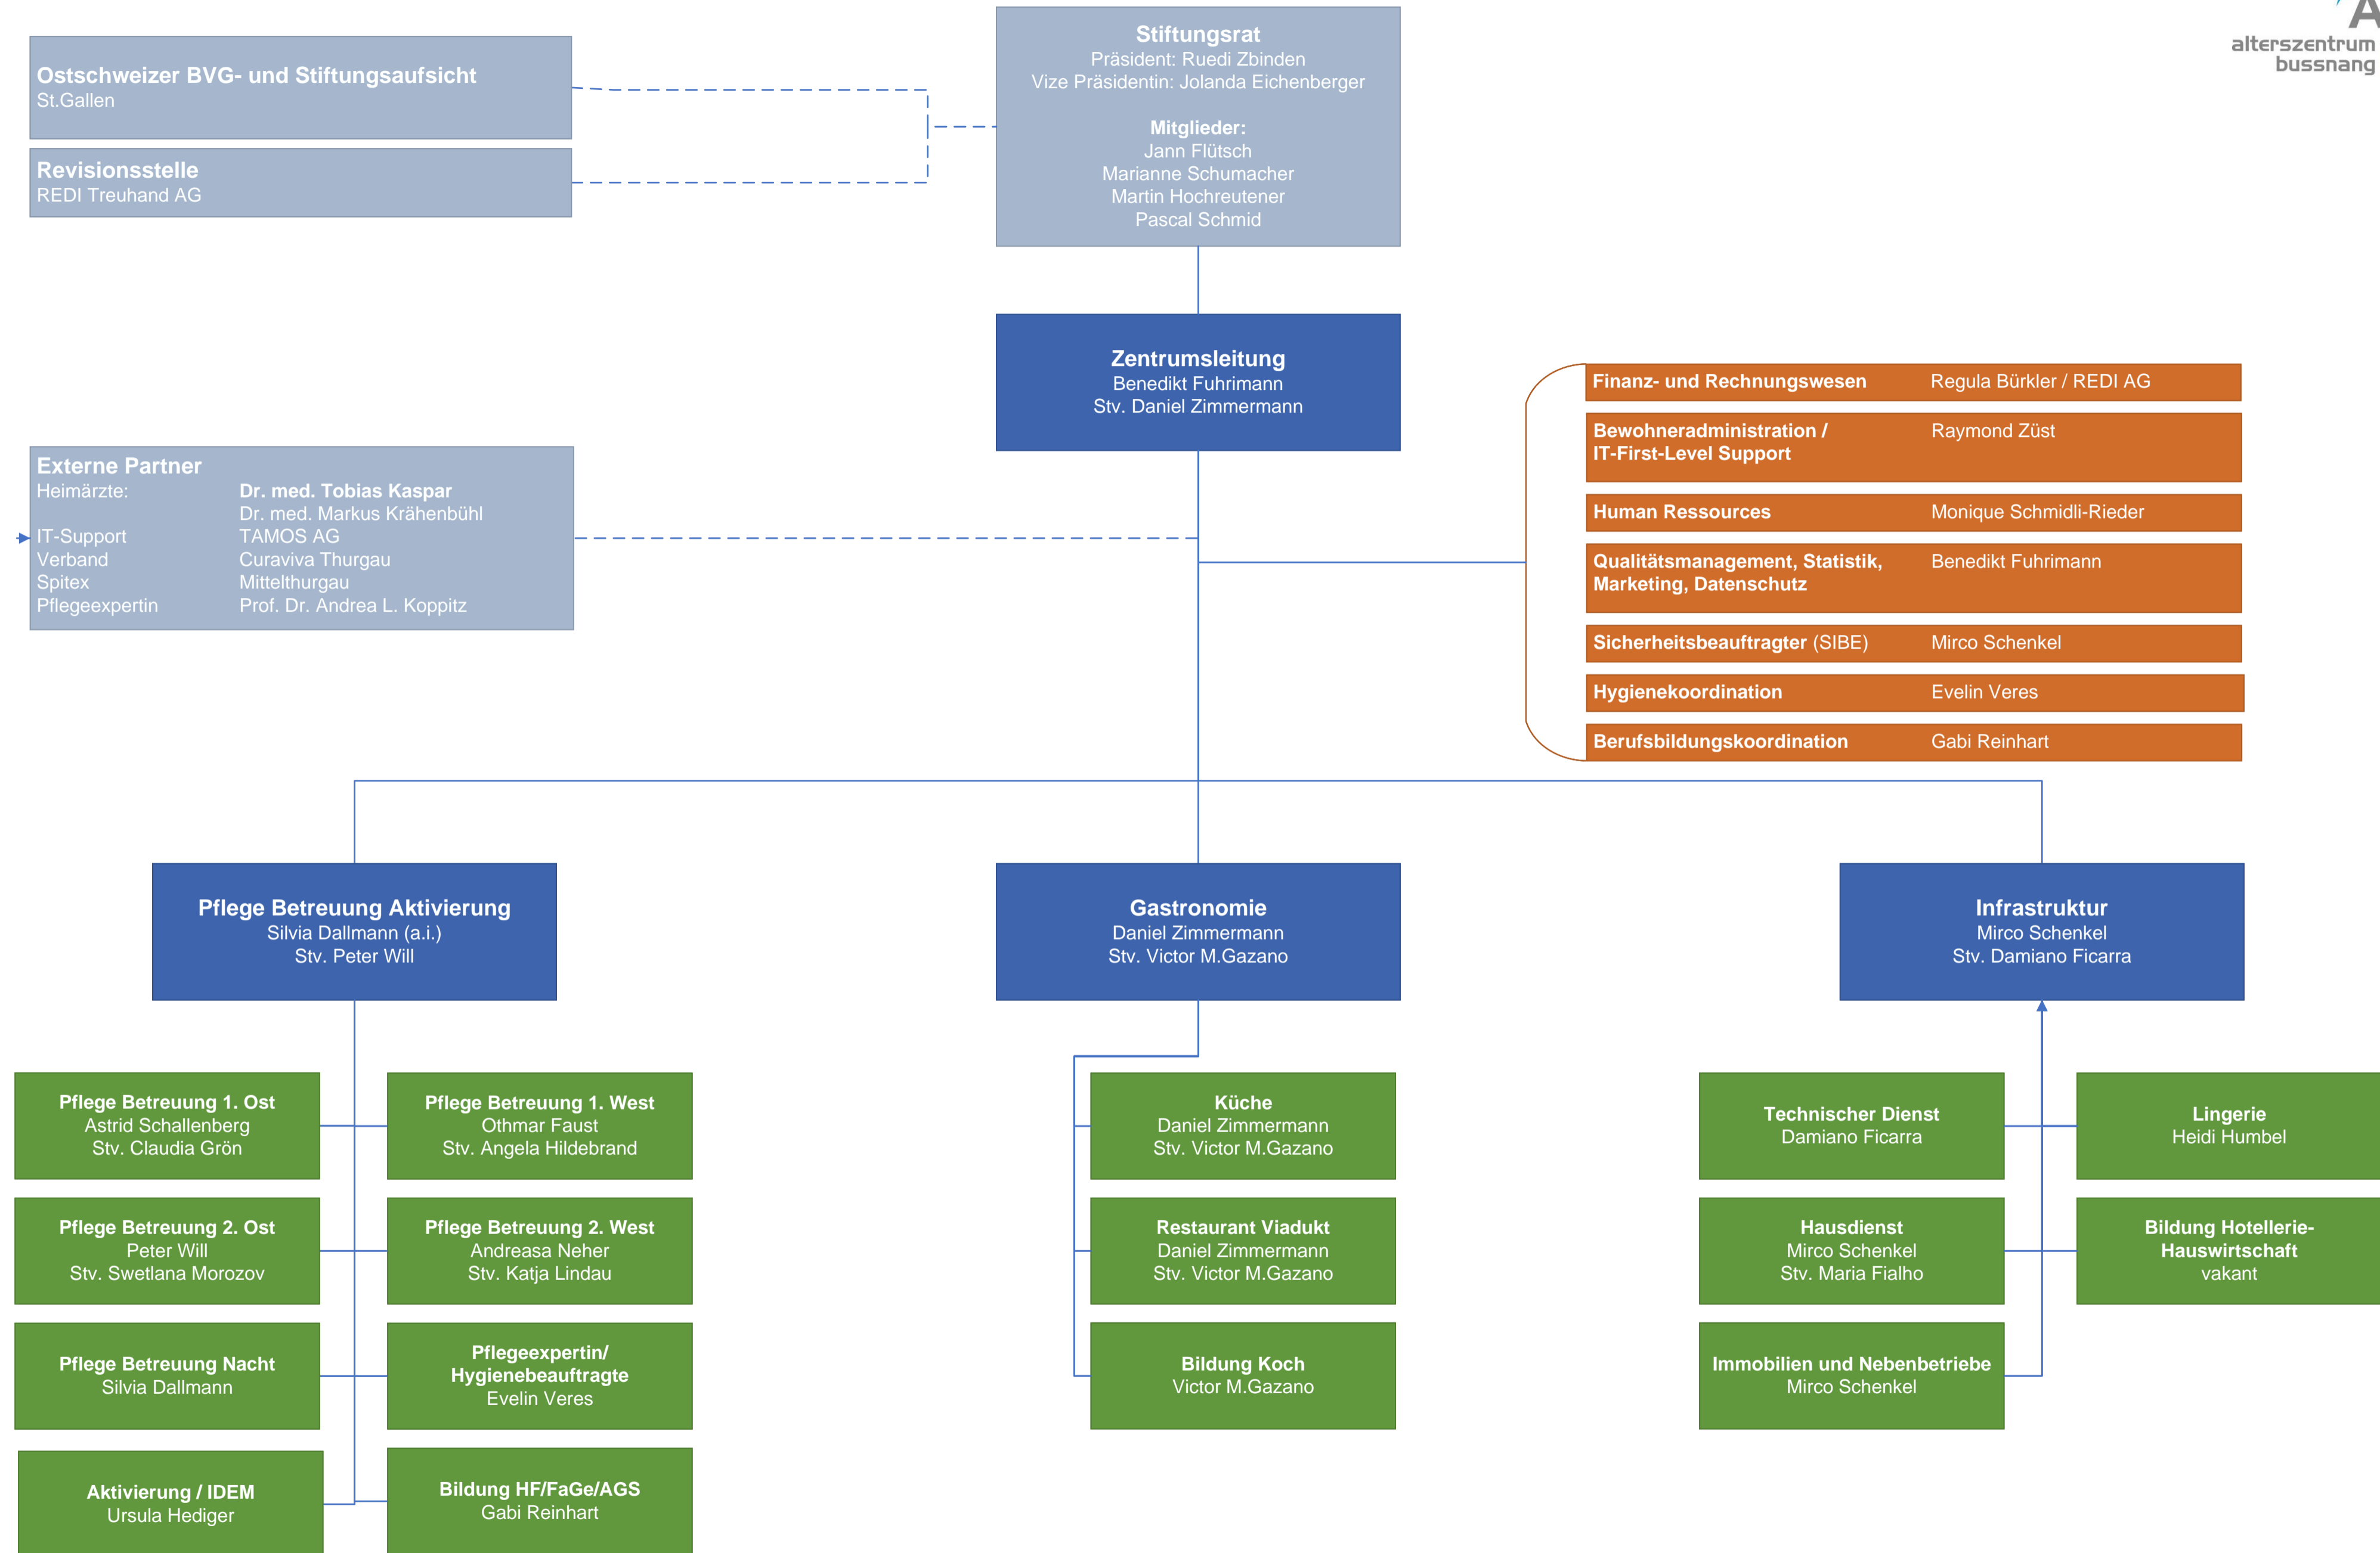 A
alterszentrum
bussnang
Ostschweizer BVG- und Stiftungsaufsicht
St.Gallen
Revisionsstelle
REDI Treuhand AG
Stiftungsrat
Präsident: Ruedi Zbinden
Vize Präsidentin: Jolanda Eichenberger
Mitglieder:
Jann Flütsch
Marianne Schumacher
Martin Hochreutener
Pascal Schmid
Zentrumsleitung
Benedikt Fuhrimann
Stv. Daniel Zimmermann
Externe Partner
Heimärzte: Dr. med. Tobias Kaspar
Dr. med. Markus Krähenbühl
IT-Support TAMOS AG
Verband Curaviva Thurgau
Spitex Mittelthurgau
Pflegeexpertin Prof. Dr. Andrea L. Koppitz
Finanz- und Rechnungswesen Regula Bürkler / REDI AG
Bewohneradministration / Raymond Züst
IT-First-Level Support
Human Ressources Monique Schmidli-Rieder
Qualitätsmanagement, Statistik, Benedikt Fuhrimann
Marketing, Datenschutz
Sicherheitsbeauftragter (SIBE) Mirco Schenkel
Hygienekoordination Evelin Veres
Berufsbildungskoordination Gabi Reinhart
Pflege Betreuung Aktivierung
Silvia Dallmann (a.i.)
Stv. Peter Will
Gastronomie
Daniel Zimmermann
Stv. Victor M.Gazano
Infrastruktur
Mirco Schenkel
Stv. Damiano Ficarra
Pflege Betreuung 1. Ost
Astrid Schallenberg
Stv. Claudia Grön
Pflege Betreuung 1. West
Othmar Faust
Stv. Angela Hildebrand
Pflege Betreuung 2. Ost
Peter Will
Stv. Swetlana Morozov
Pflege Betreuung 2. West
Andreasa Neher
Stv. Katja Lindau
Pflege Betreuung Nacht
Silvia Dallmann
Pflegeexpertin/
Hygienebeauftragte
Evelin Veres
Aktivierung / IDEM
Ursula Hediger
Bildung HF/FaGe/AGS
Gabi Reinhart
Küche
Daniel Zimmermann
Stv. Victor M.Gazano
Restaurant Viadukt
Daniel Zimmermann
Stv. Victor M.Gazano
Bildung Koch
Victor M.Gazano
Technischer Dienst
Damiano Ficarra
Lingerie
Heidi Humbel
Hausdienst
Mirco Schenkel
Stv. Maria Fialho
Bildung Hotellerie-
Hauswirtschaft
vakant
Immobilien und Nebenbetriebe
Mirco Schenkel